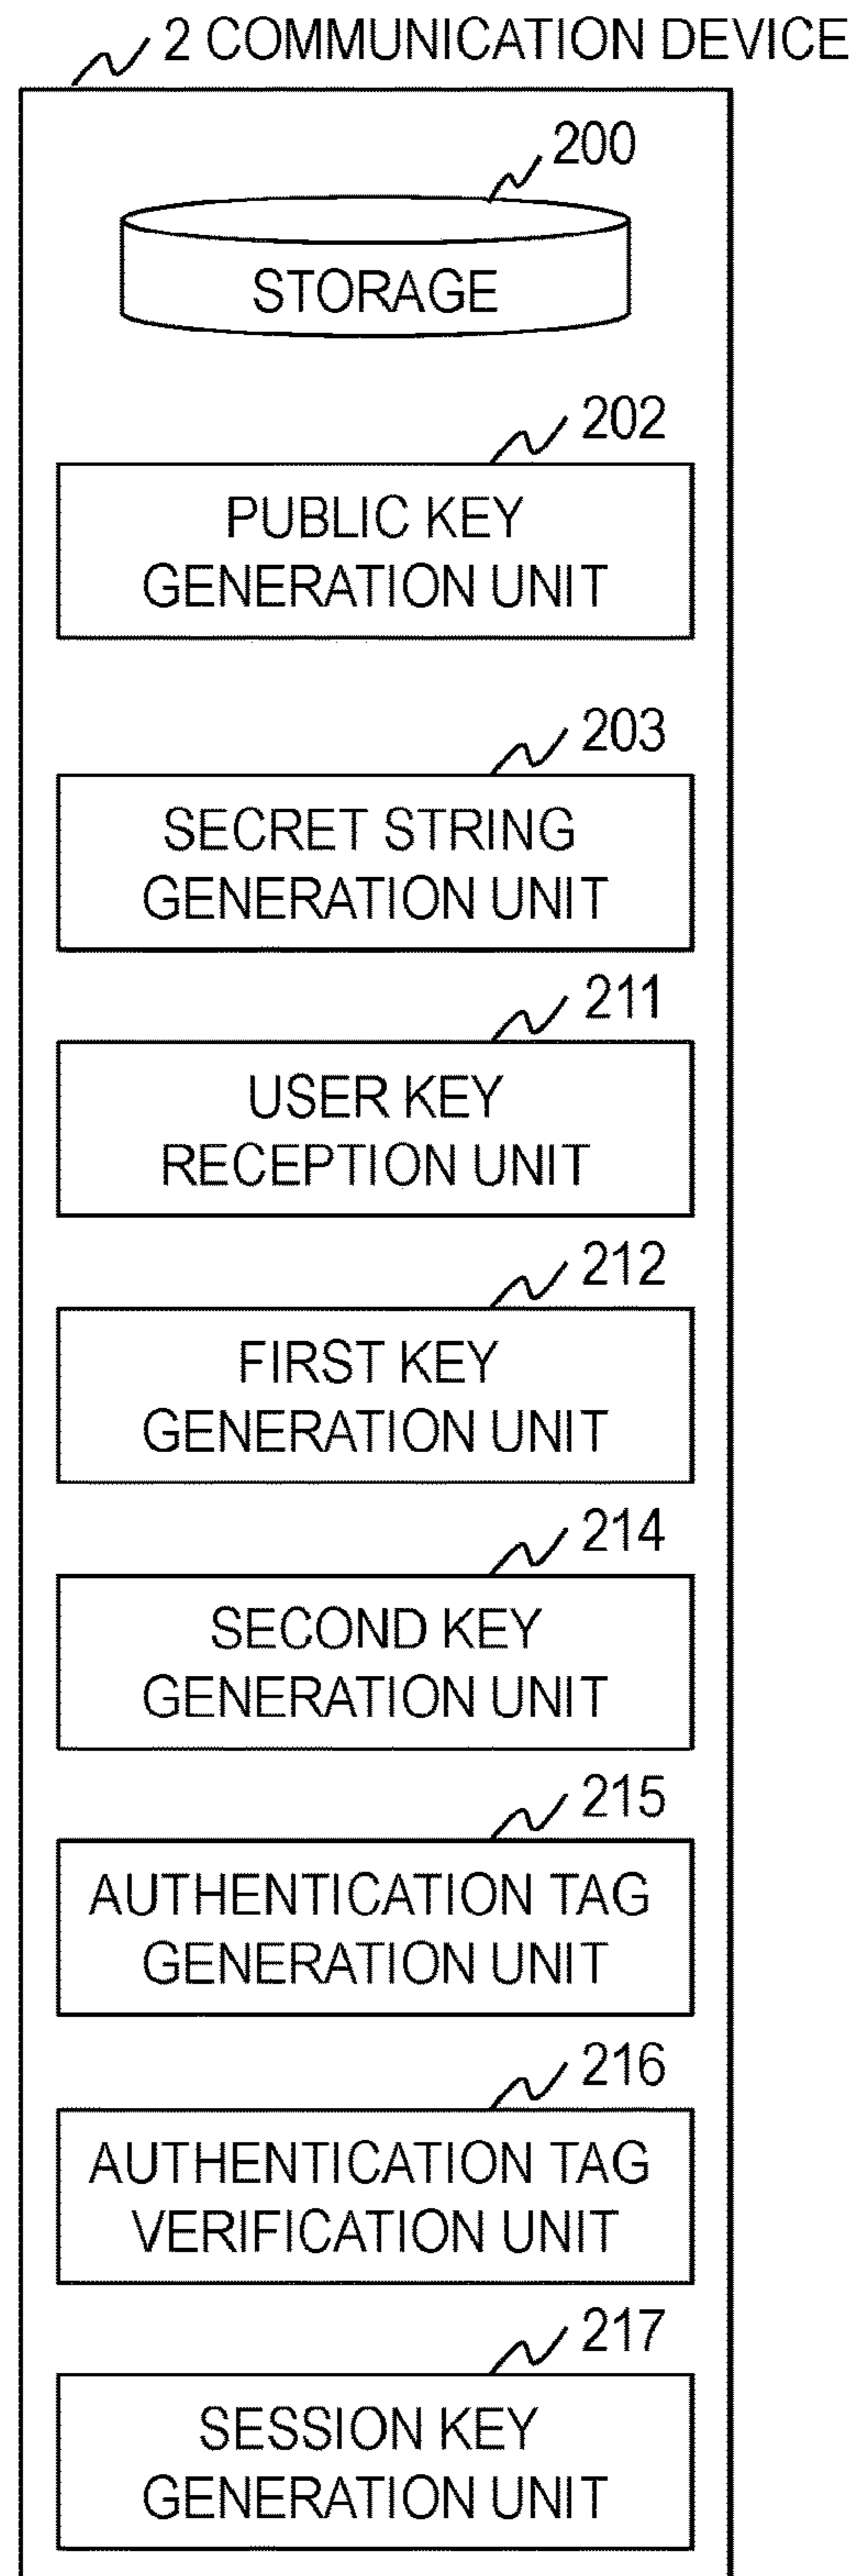 2 COMMUNICATION DEVICE
200
STORAGE
202
PUBLIC KEY
GENERATION UNIT
203
SECRET STRING
GENERATION UNIT
211
USER KEY
RECEPTION UNIT
212
FIRST KEY
GENERATION UNIT
214
SECOND KEY
GENERATION UNIT
215
AUTHENTICATION TAG
GENERATION UNIT
216
AUTHENTICATION TAG
VERIFICATION UNIT
217
SESSION KEY
GENERATION UNIT